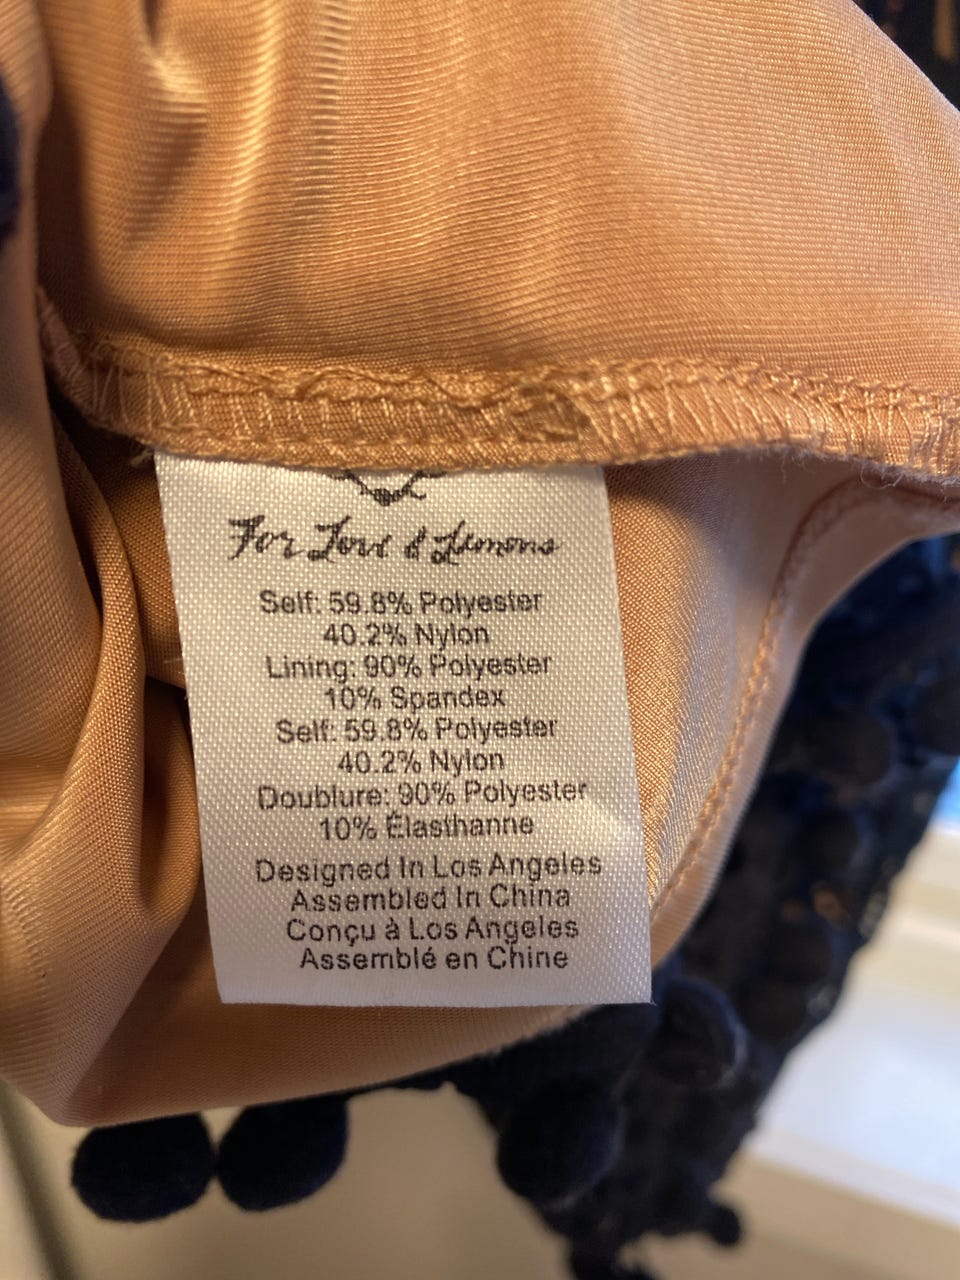 For Love & Lemons
Self: 59.8% Polyester
40.2% Nylon
Lining: 90% Polyester
10% Spandex
Self: 59.8% Polyester
40.2% Nylon
Doublure: 90% Polyester
10% Élasthanne
Designed In Los Angeles
Assembled In China
Conçu à Los Angeles
Assemblé en Chine